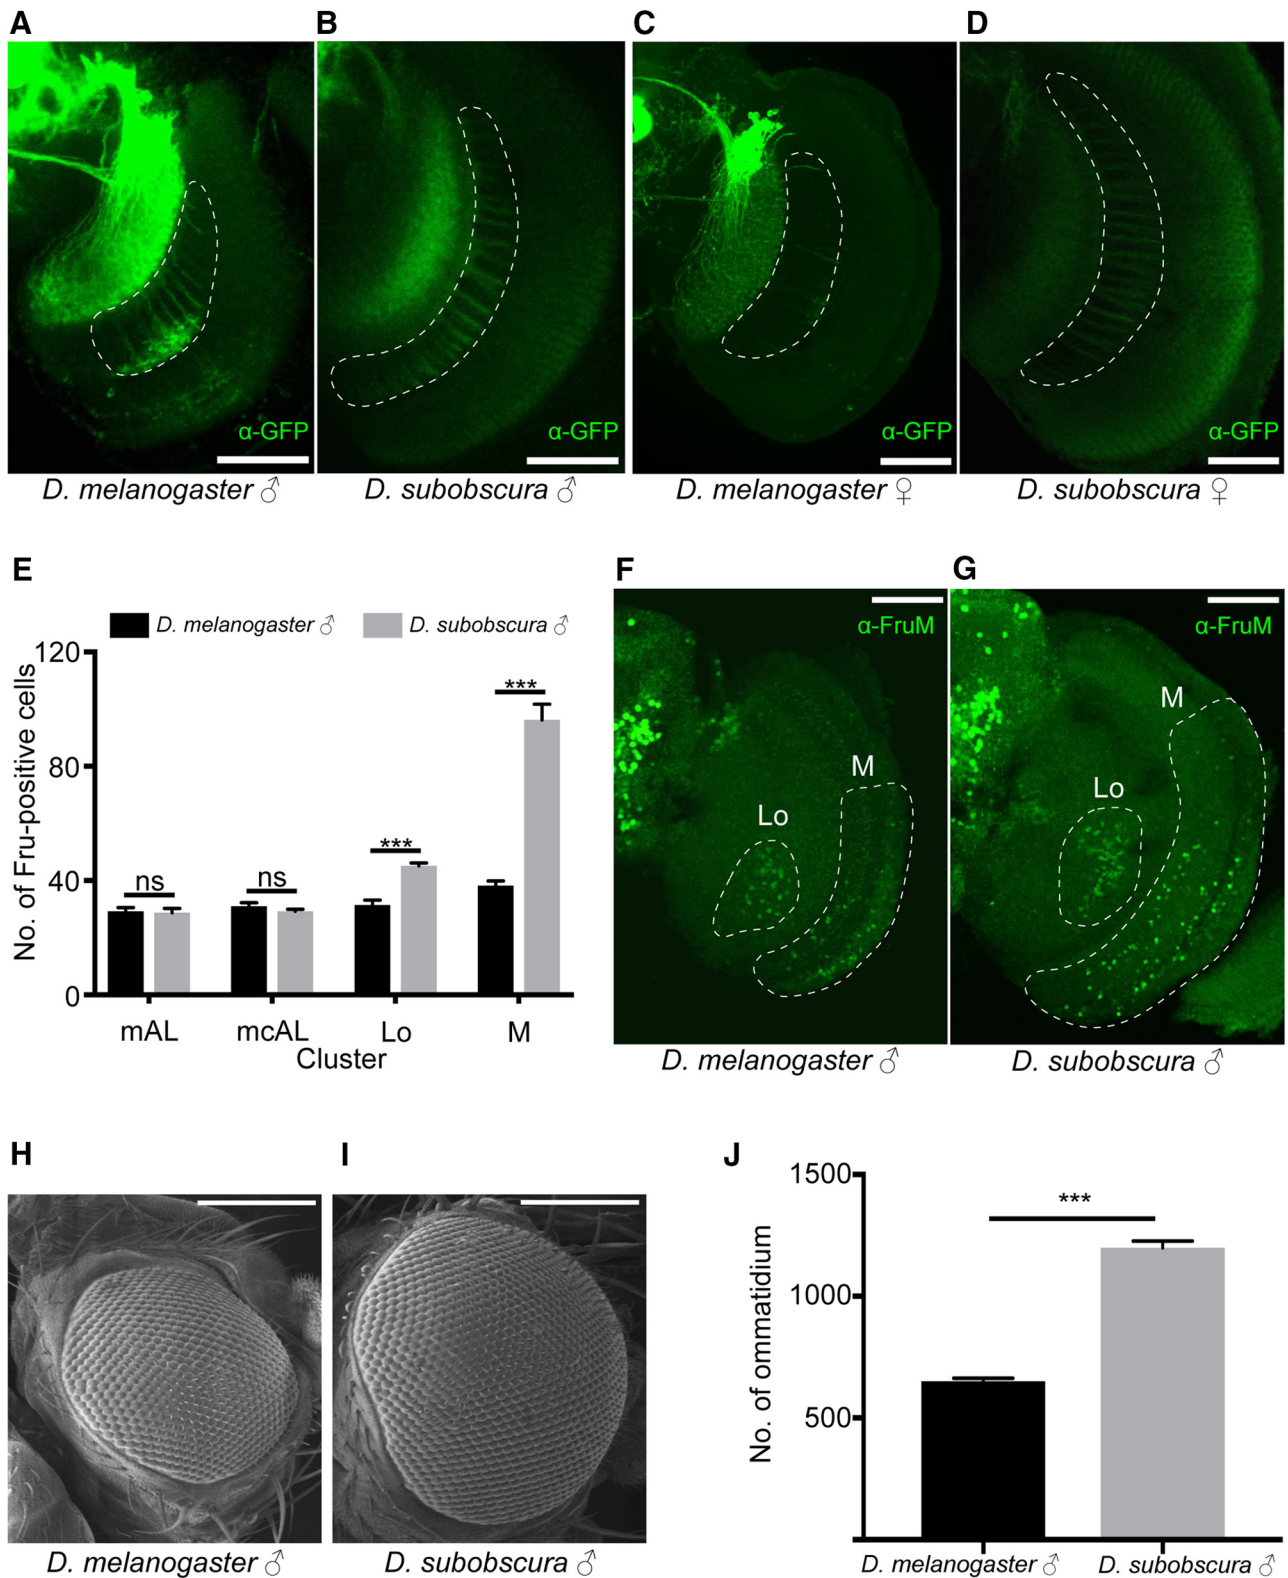 A B C D
α-GFP α-GFP α-GFP α-GFP
D. melanogaster ♂ D. subobscura ♂ D. melanogaster ♀ D. subobscura ♀
E
D. melanogaster ♂ D. subobscura ♂
No. of Fru-positive cells
120
80
40
0
ns
ns
***
***
mAL mcAL Lo M
Cluster
F G
α-FruM
Lo
M
D. melanogaster ♂
α-FruM
M
Lo
D. subobscura ♂
H I
D. melanogaster ♂ D. subobscura ♂
J
No. of ommatidium
1500
1000
500
***
D. melanogaster ♂ D. subobscura ♂